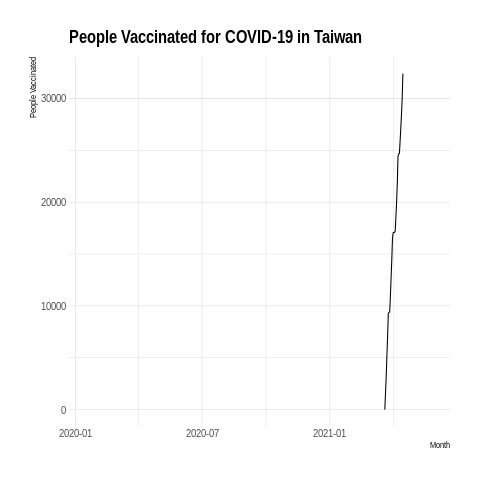 People Vaccinated for COVID-19 in Taiwan
People Vaccinated
30000
20000
10000
0
2020-01 2020-07 2021-01
Month